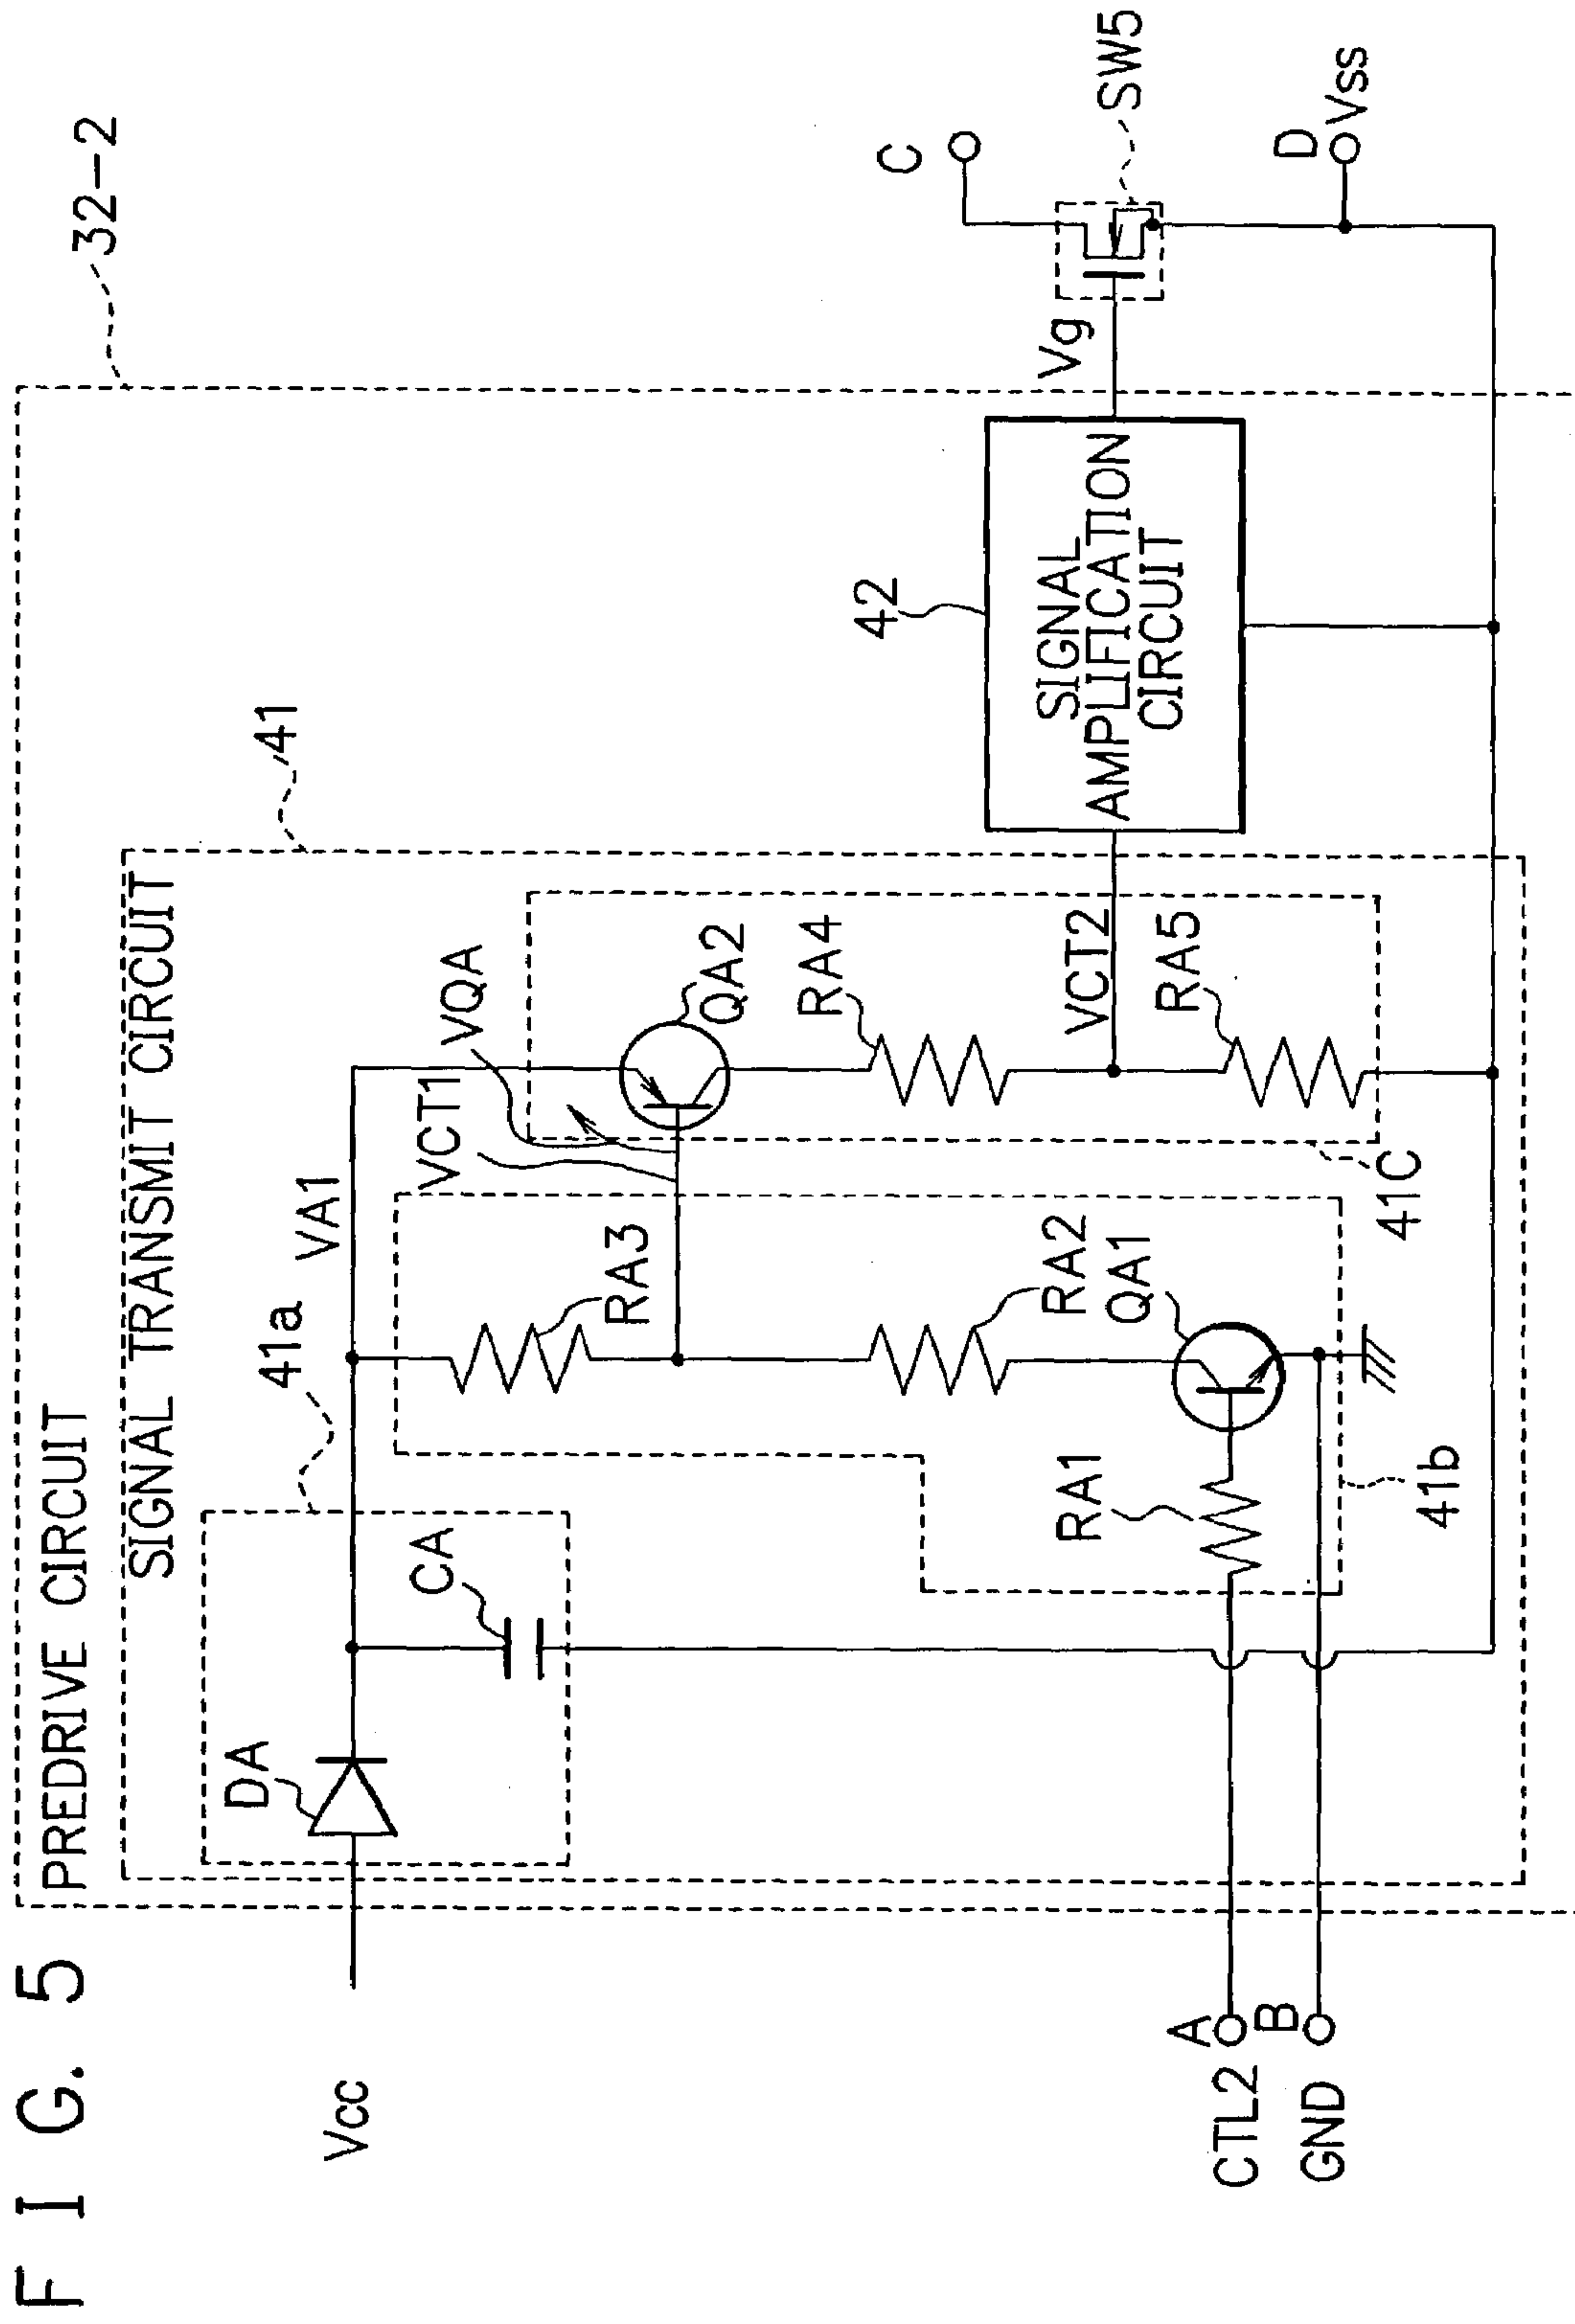 FIG. 5
PREDRIVE CIRCUIT
32-2
SIGNAL TRANSMIT CIRCUIT
41
41a
DA
CA
Vcc
VA1
VQA
VCT1
QA2
RA3
RA4
VCT2
RA5
RA2
QA1
RA1
41b
41C
42
SIGNAL
AMPLIFICATION
CIRCUIT
Vg
C
SW5
D
Vss
A
CTL2
B
GND